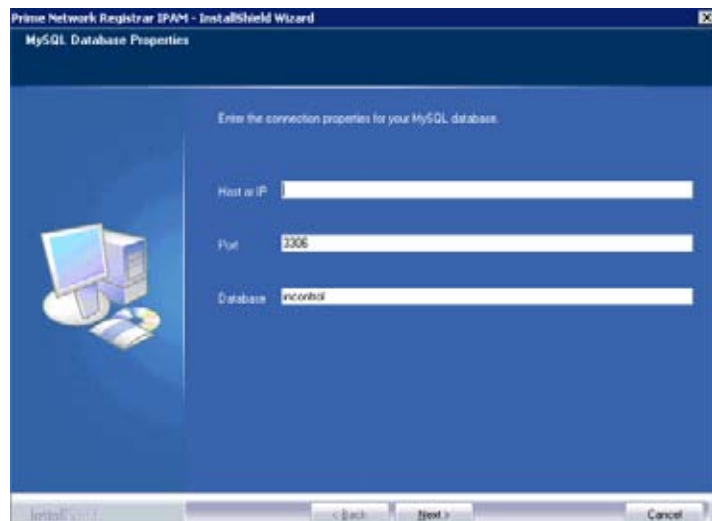 Prime Network Registrar IPAM - InstallShield Wizard
MySQL Database Properties
Enter the connection properties for your MySQL database.
Host or IP
Port
3306
Database
incontrol
InstallShield
< Back
Next >
Cancel